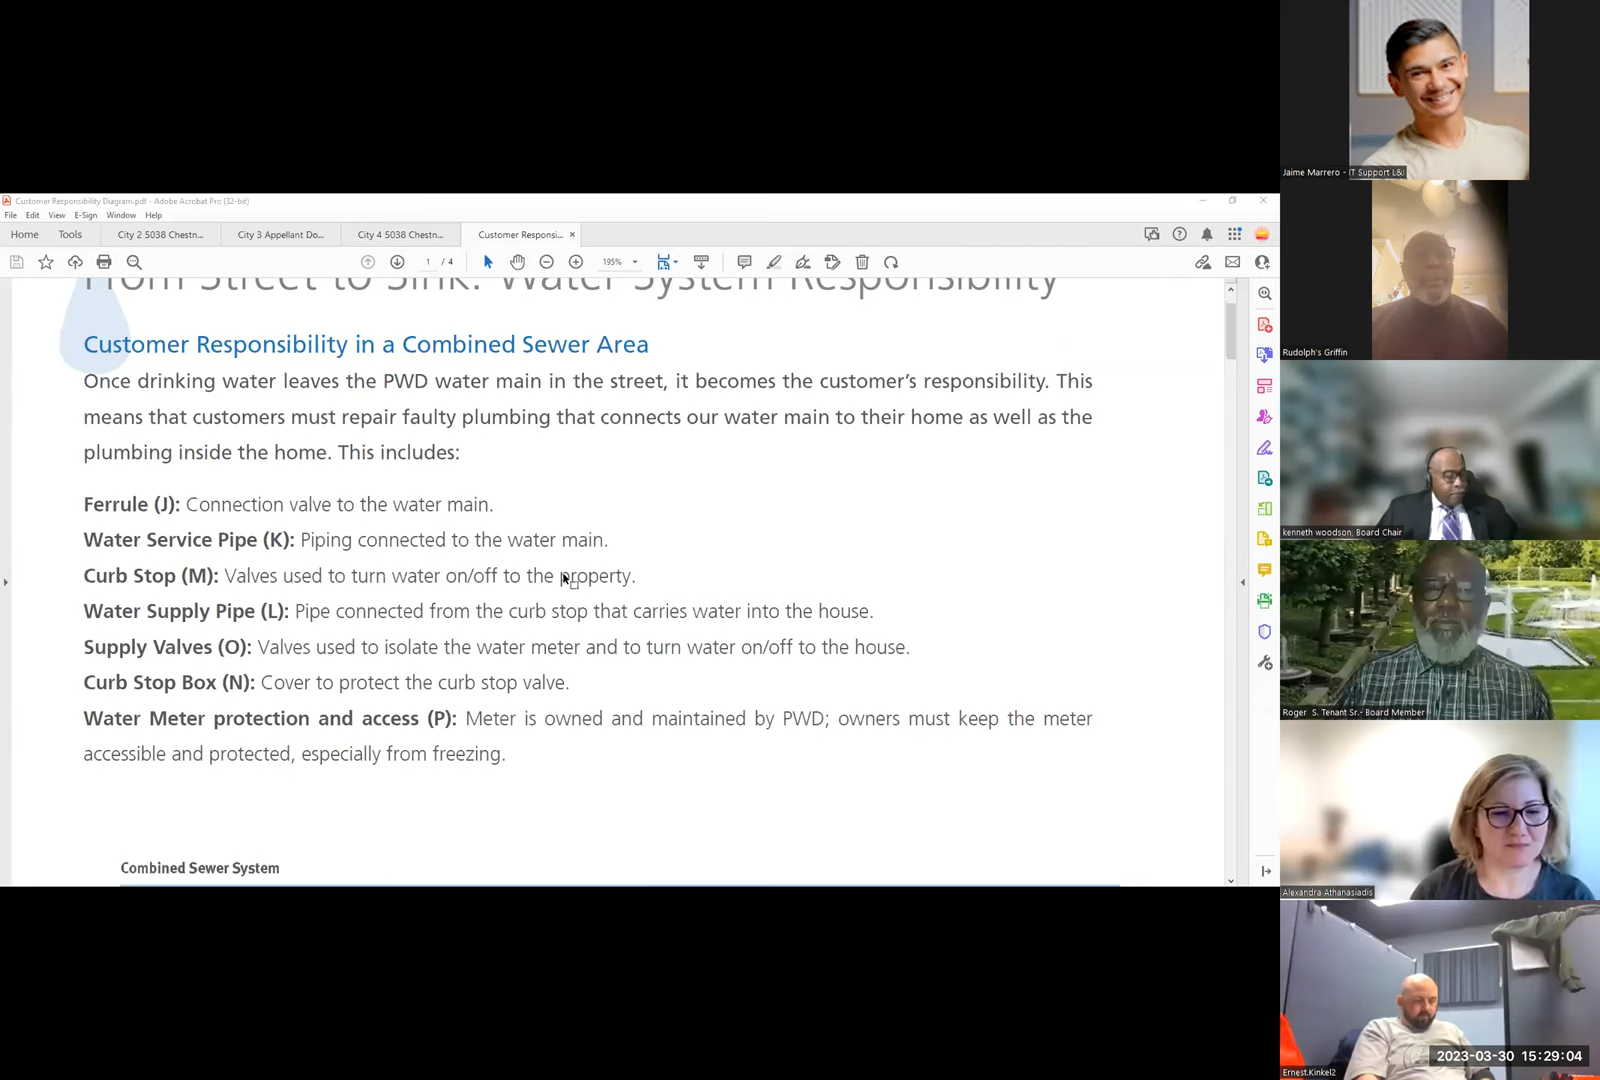 Customer Responsibility Diagram.pdf - Adobe Acrobat Pro (32-bit)
File Edit View E-Sign Window Help
Home Tools City 2 5038 Chestn... City 3 Appellant Do... City 4 5038 Chestn... Customer Responsi... ×
1 / 4 195%
From Street to Sink: Water System Responsibility
Customer Responsibility in a Combined Sewer Area
Once drinking water leaves the PWD water main in the street, it becomes the customer’s responsibility. This
means that customers must repair faulty plumbing that connects our water main to their home as well as the
plumbing inside the home. This includes:
Ferrule (J): Connection valve to the water main.
Water Service Pipe (K): Piping connected to the water main.
Curb Stop (M): Valves used to turn water on/off to the property.
Water Supply Pipe (L): Pipe connected from the curb stop that carries water into the house.
Supply Valves (O): Valves used to isolate the water meter and to turn water on/off to the house.
Curb Stop Box (N): Cover to protect the curb stop valve.
Water Meter protection and access (P): Meter is owned and maintained by PWD; owners must keep the meter
accessible and protected, especially from freezing.
Combined Sewer System
Jaime Marrero - IT Support L&I
Rudolph's Griffin
kenneth woodson, Board Chair
Roger S. Tenant Sr.- Board Member
Alexandra Athanasiadis
2023-03-30 15:29:04
Ernest.Kinkel2